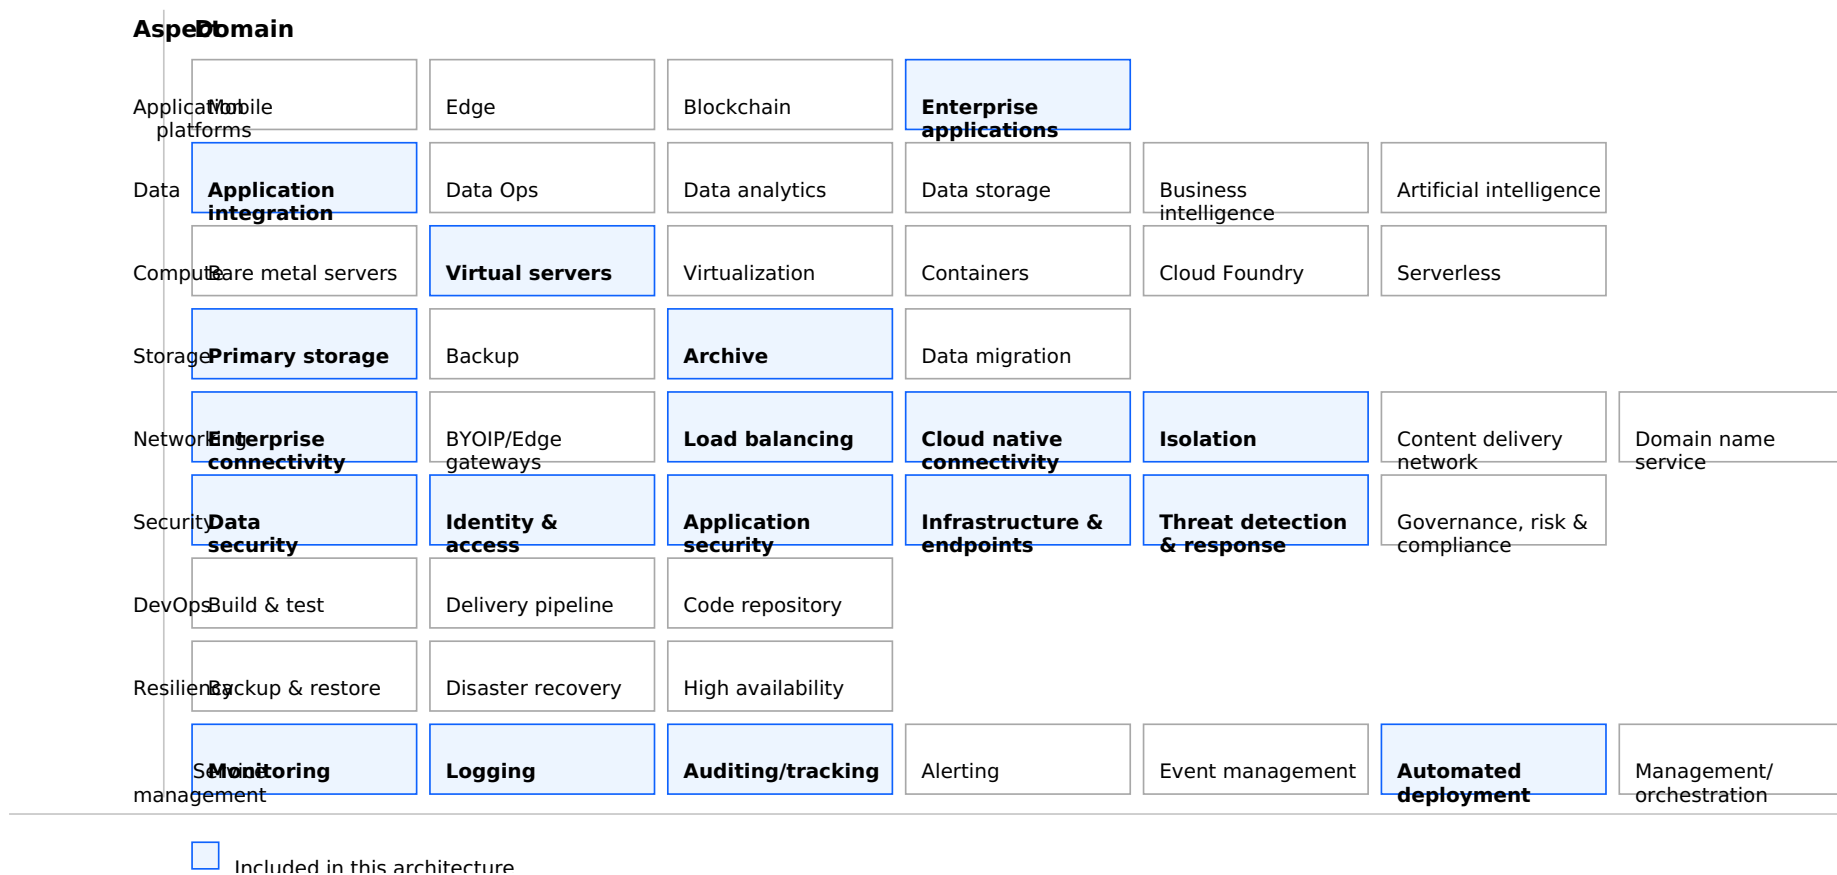 Aspect
Domain
Application
platforms
Mobile
Edge
Blockchain
Enterprise
applications
Data
Application
integration
Data Ops
Data analytics
Data storage
Business
intelligence
Artificial intelligence
Compute
Bare metal servers
Virtual servers
Virtualization
Containers
Cloud Foundry
Serverless
Storage
Primary storage
Backup
Archive
Data migration
Networking
Enterprise
connectivity
BYOIP/Edge
gateways
Load balancing
Cloud native
connectivity
Isolation
Content delivery
network
Domain name
service
Security
Data
security
Identity &
access
Application
security
Infrastructure &
endpoints
Threat detection
& response
Governance, risk &
compliance
DevOps
Build & test
Delivery pipeline
Code repository
Resiliency
Backup & restore
Disaster recovery
High availability
Service
management
Monitoring
Logging
Auditing/tracking
Alerting
Event management
Automated
deployment
Management/
orchestration
Included in this architecture